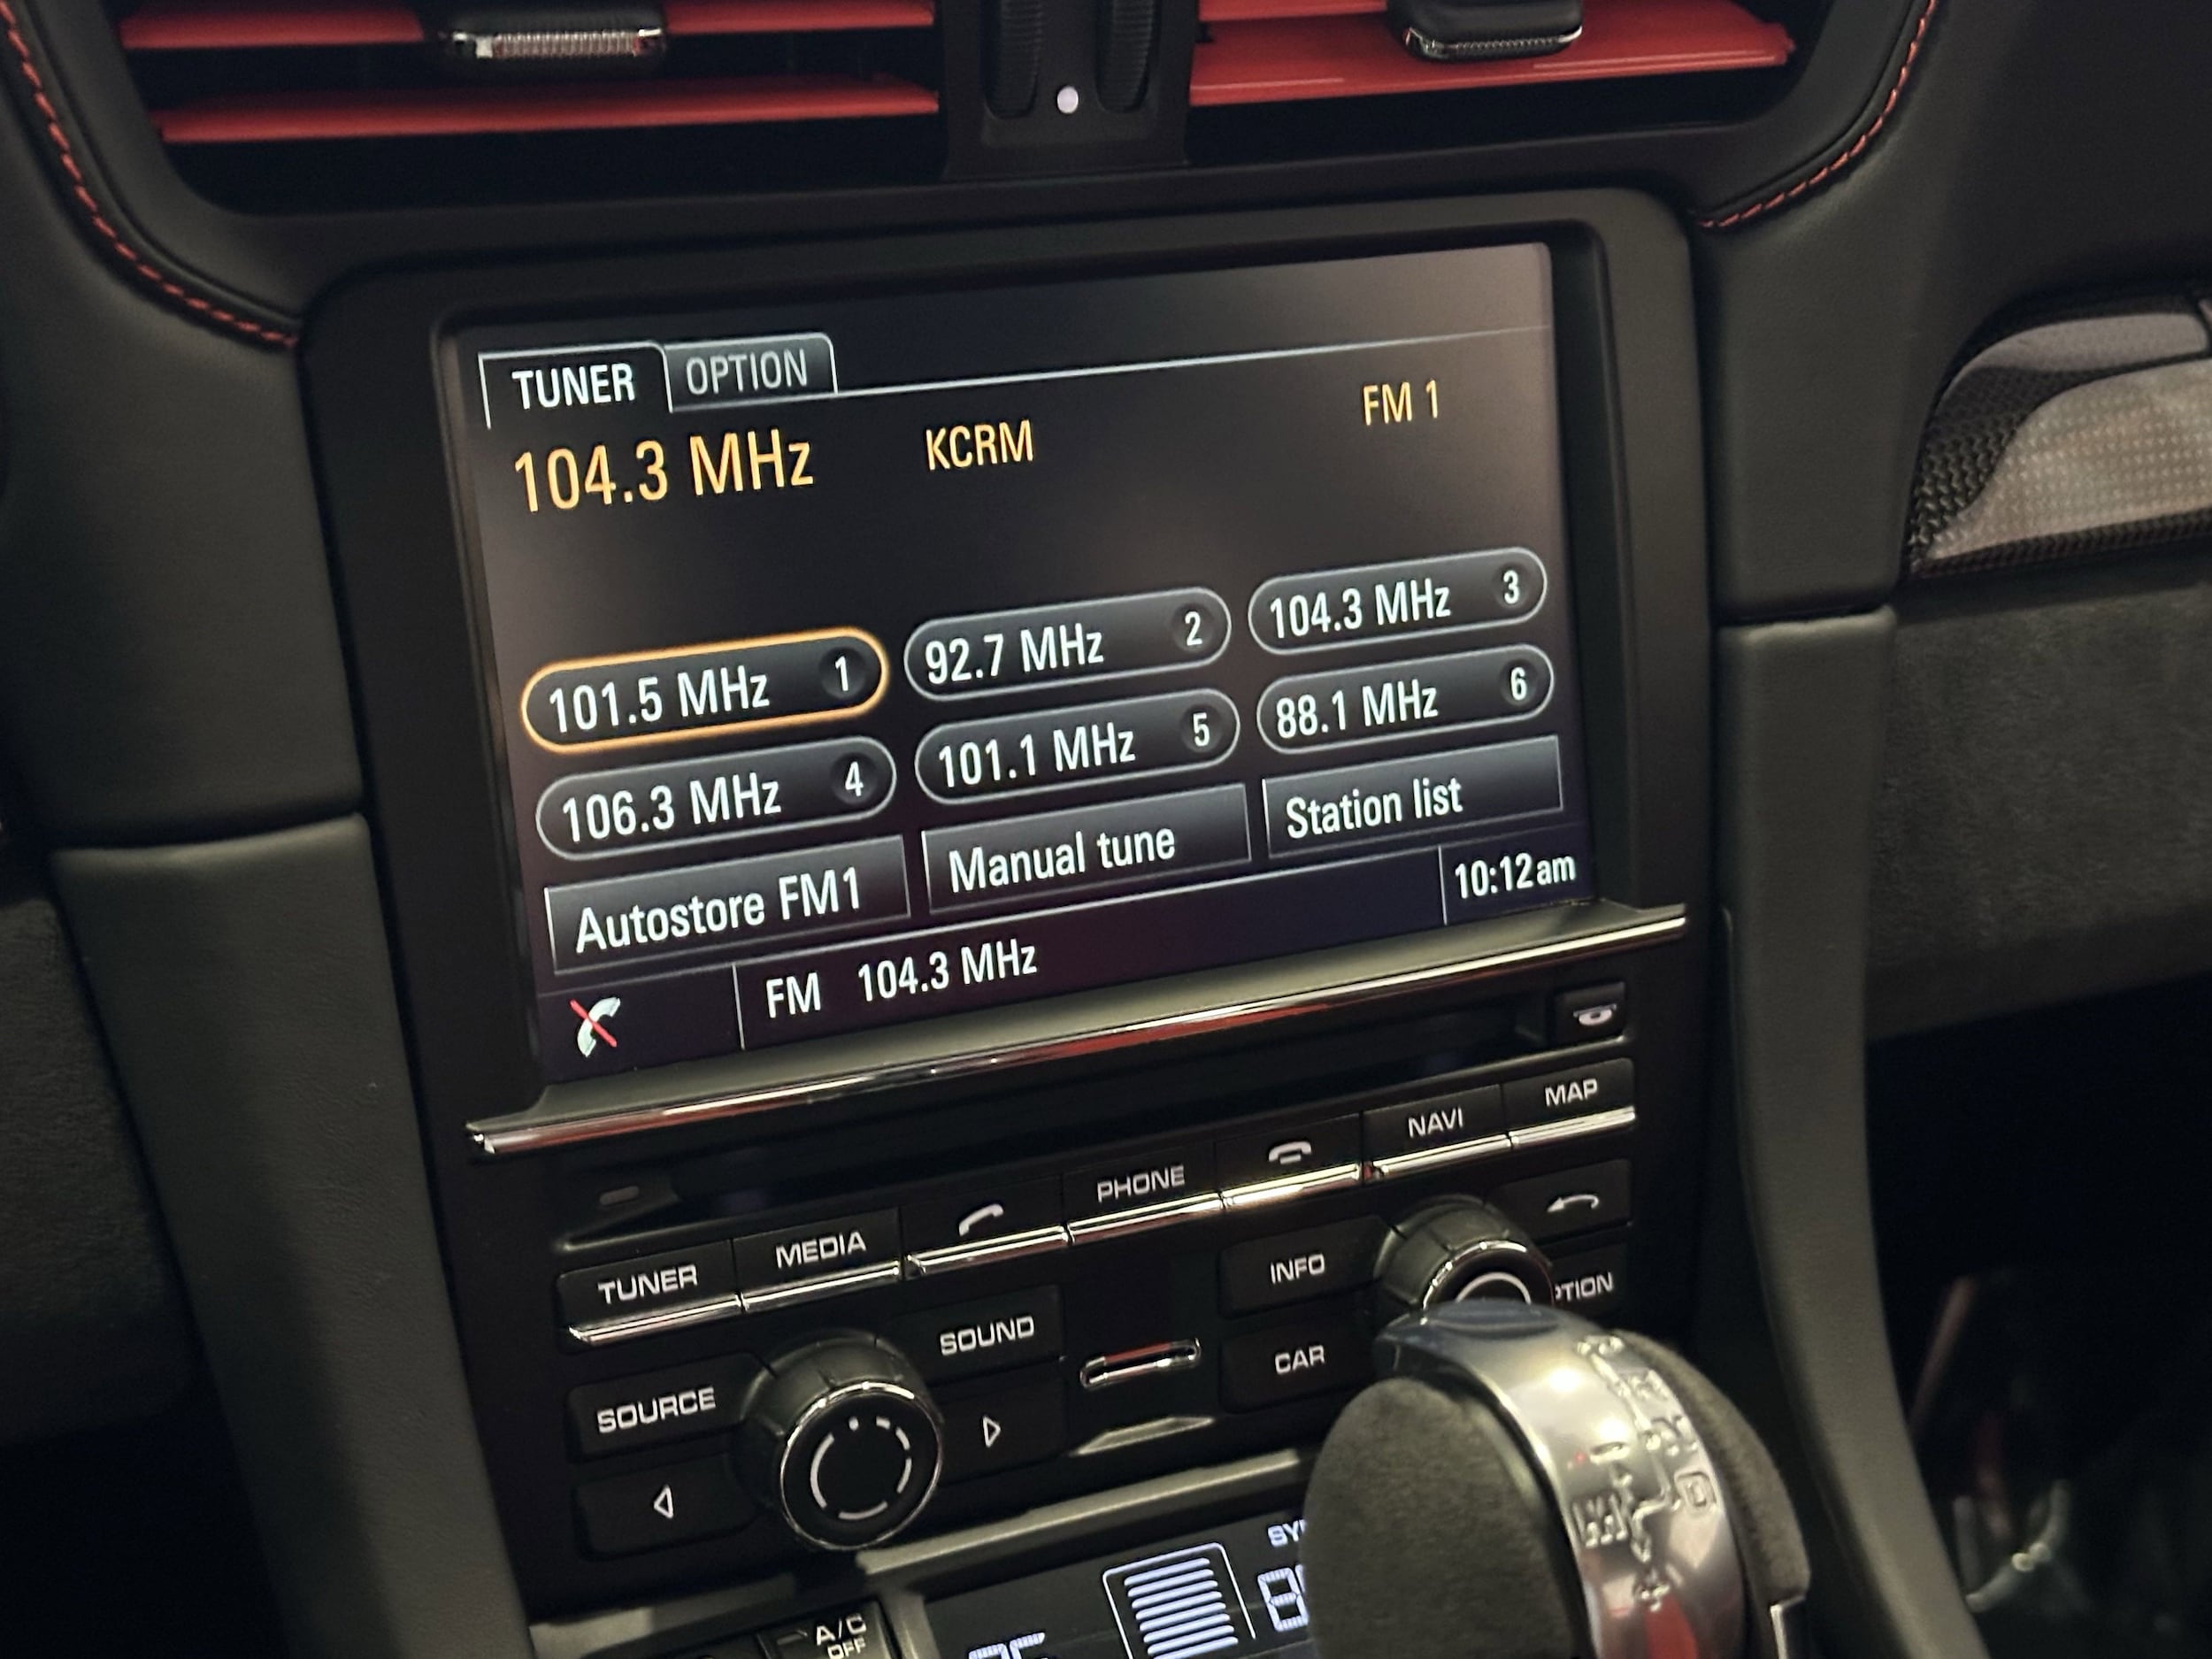 TUNER OPTION
104.3 MHz KCRM FM 1
101.5 MHz 1 92.7 MHz 2 104.3 MHz 3
106.3 MHz 4 101.1 MHz 5 88.1 MHz 6
Autostore FM1 Manual tune Station list
FM 104.3 MHz 10:12am
TUNER MEDIA PHONE NAVI MAP
SOURCE SOUND INFO
CAR
A/C
OFF